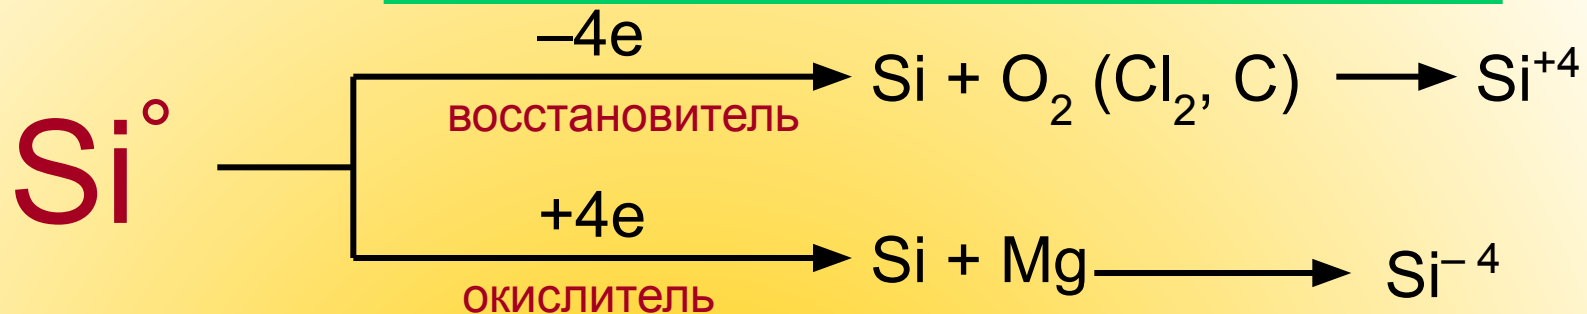 –4e
Si + O₂ (Cl₂, C) → Si⁺⁴
восстановитель
Si°
+4e
Si + Mg → Si⁻ ⁴
окислитель